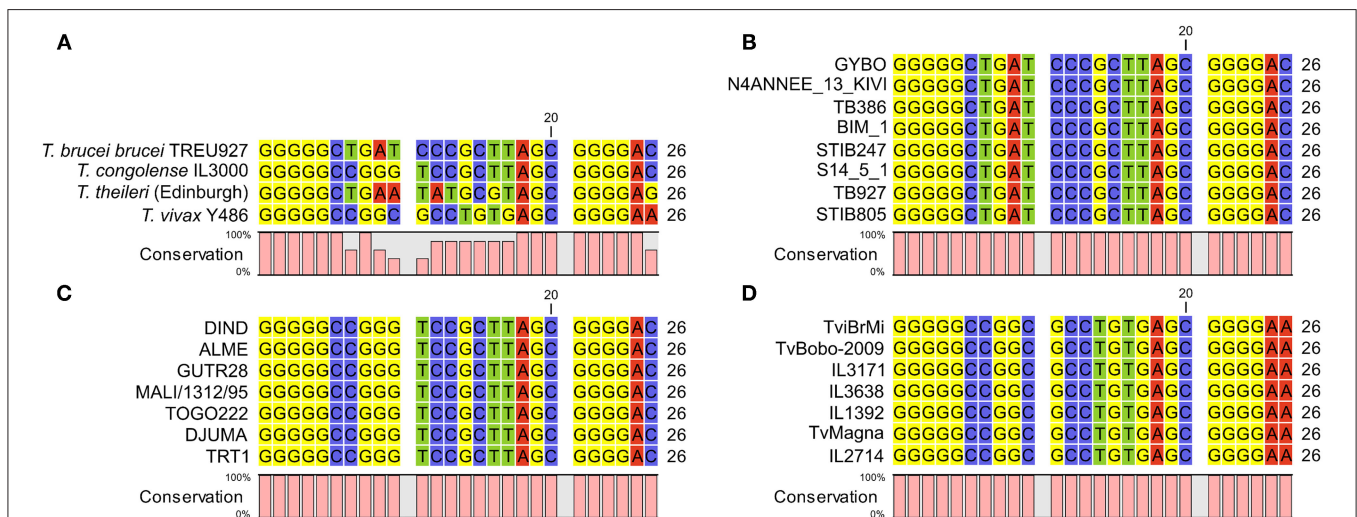 A
20
T. brucei brucei TREU927 GGGGGCTGAT CCCGCTTAGC GGGGAC 26
T. congolense IL3000 GGGGGCCGGG TCCGCTTAGC GGGGAC 26
T. theileri (Edinburgh) GGGGGCTGAA TATGCGTAGC GGGGAG 26
T. vivax Y486 GGGGGCCGGC GCCTGTGAGC GGGGAA 26
100%
Conservation
0%
B
20
GYBO GGGGGCTGAT CCCGCTTAGC GGGGAC 26
N4ANNEE_13_KIVI GGGGGCTGAT CCCGCTTAGC GGGGAC 26
TB386 GGGGGCTGAT CCCGCTTAGC GGGGAC 26
BIM_1 GGGGGCTGAT CCCGCTTAGC GGGGAC 26
STIB247 GGGGGCTGAT CCCGCTTAGC GGGGAC 26
S14_5_1 GGGGGCTGAT CCCGCTTAGC GGGGAC 26
TB927 GGGGGCTGAT CCCGCTTAGC GGGGAC 26
STIB805 GGGGGCTGAT CCCGCTTAGC GGGGAC 26
100%
Conservation
0%
C
20
DIND GGGGGCCGGG TCCGCTTAGC GGGGAC 26
ALME GGGGGCCGGG TCCGCTTAGC GGGGAC 26
GUTR28 GGGGGCCGGG TCCGCTTAGC GGGGAC 26
MALI/1312/95 GGGGGCCGGG TCCGCTTAGC GGGGAC 26
TOGO222 GGGGGCCGGG TCCGCTTAGC GGGGAC 26
DJUMA GGGGGCCGGG TCCGCTTAGC GGGGAC 26
TRT1 GGGGGCCGGG TCCGCTTAGC GGGGAC 26
100%
Conservation
0%
D
20
TviBrMi GGGGGCCGGC GCCTGTGAGC GGGGAA 26
TvBobo-2009 GGGGGCCGGC GCCTGTGAGC GGGGAA 26
IL3171 GGGGGCCGGC GCCTGTGAGC GGGGAA 26
IL3638 GGGGGCCGGC GCCTGTGAGC GGGGAA 26
IL1392 GGGGGCCGGC GCCTGTGAGC GGGGAA 26
TvMagna GGGGGCCGGC GCCTGTGAGC GGGGAA 26
IL2714 GGGGGCCGGC GCCTGTGAGC GGGGAA 26
100%
Conservation
0%